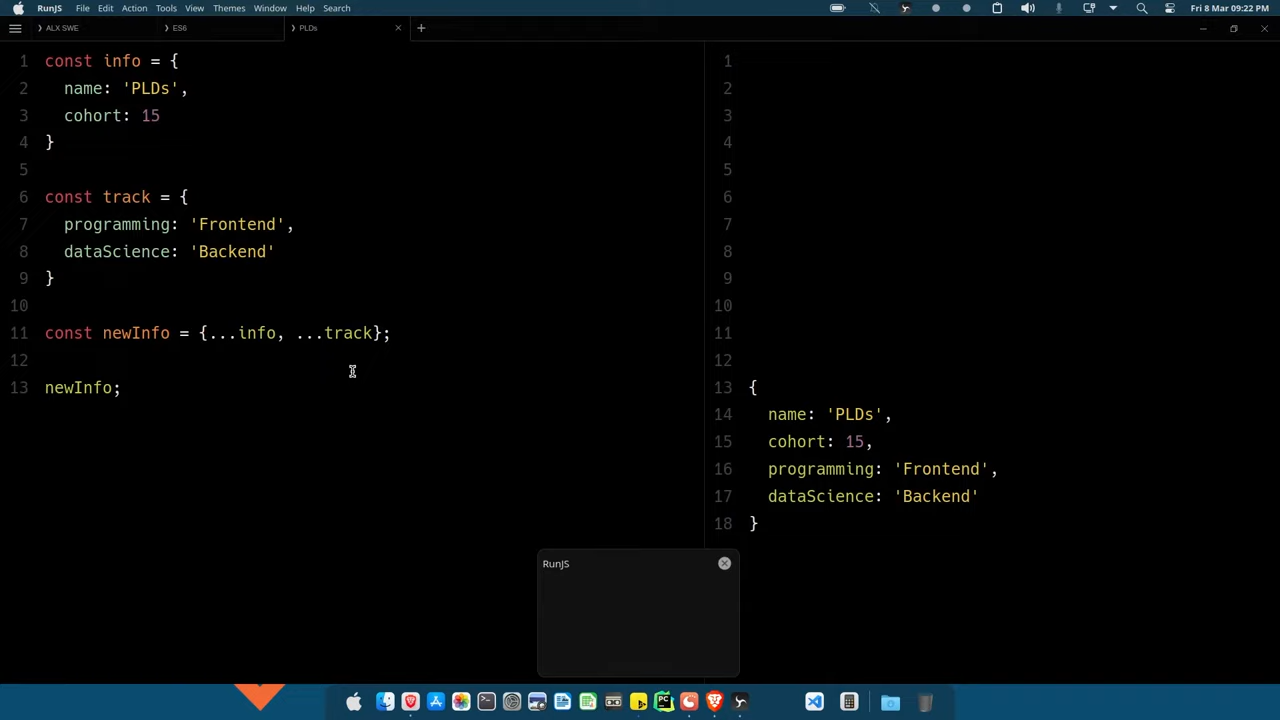 RunJS File Edit Action Tools View Themes Window Help Search Fri 8 Mar 09:22 PM
ALX SWE ES6 PLDs
1 const info = {
2 name: 'PLDs',
3 cohort: 15
4 }
5
6 const track = {
7 programming: 'Frontend',
8 dataScience: 'Backend'
9 }
10
11 const newInfo = {...info, ...track};
12
13 newInfo;
1
2
3
4
5
6
7
8
9
10
11
12
13 {
14 name: 'PLDs',
15 cohort: 15,
16 programming: 'Frontend',
17 dataScience: 'Backend'
18 }
RunJS
PC